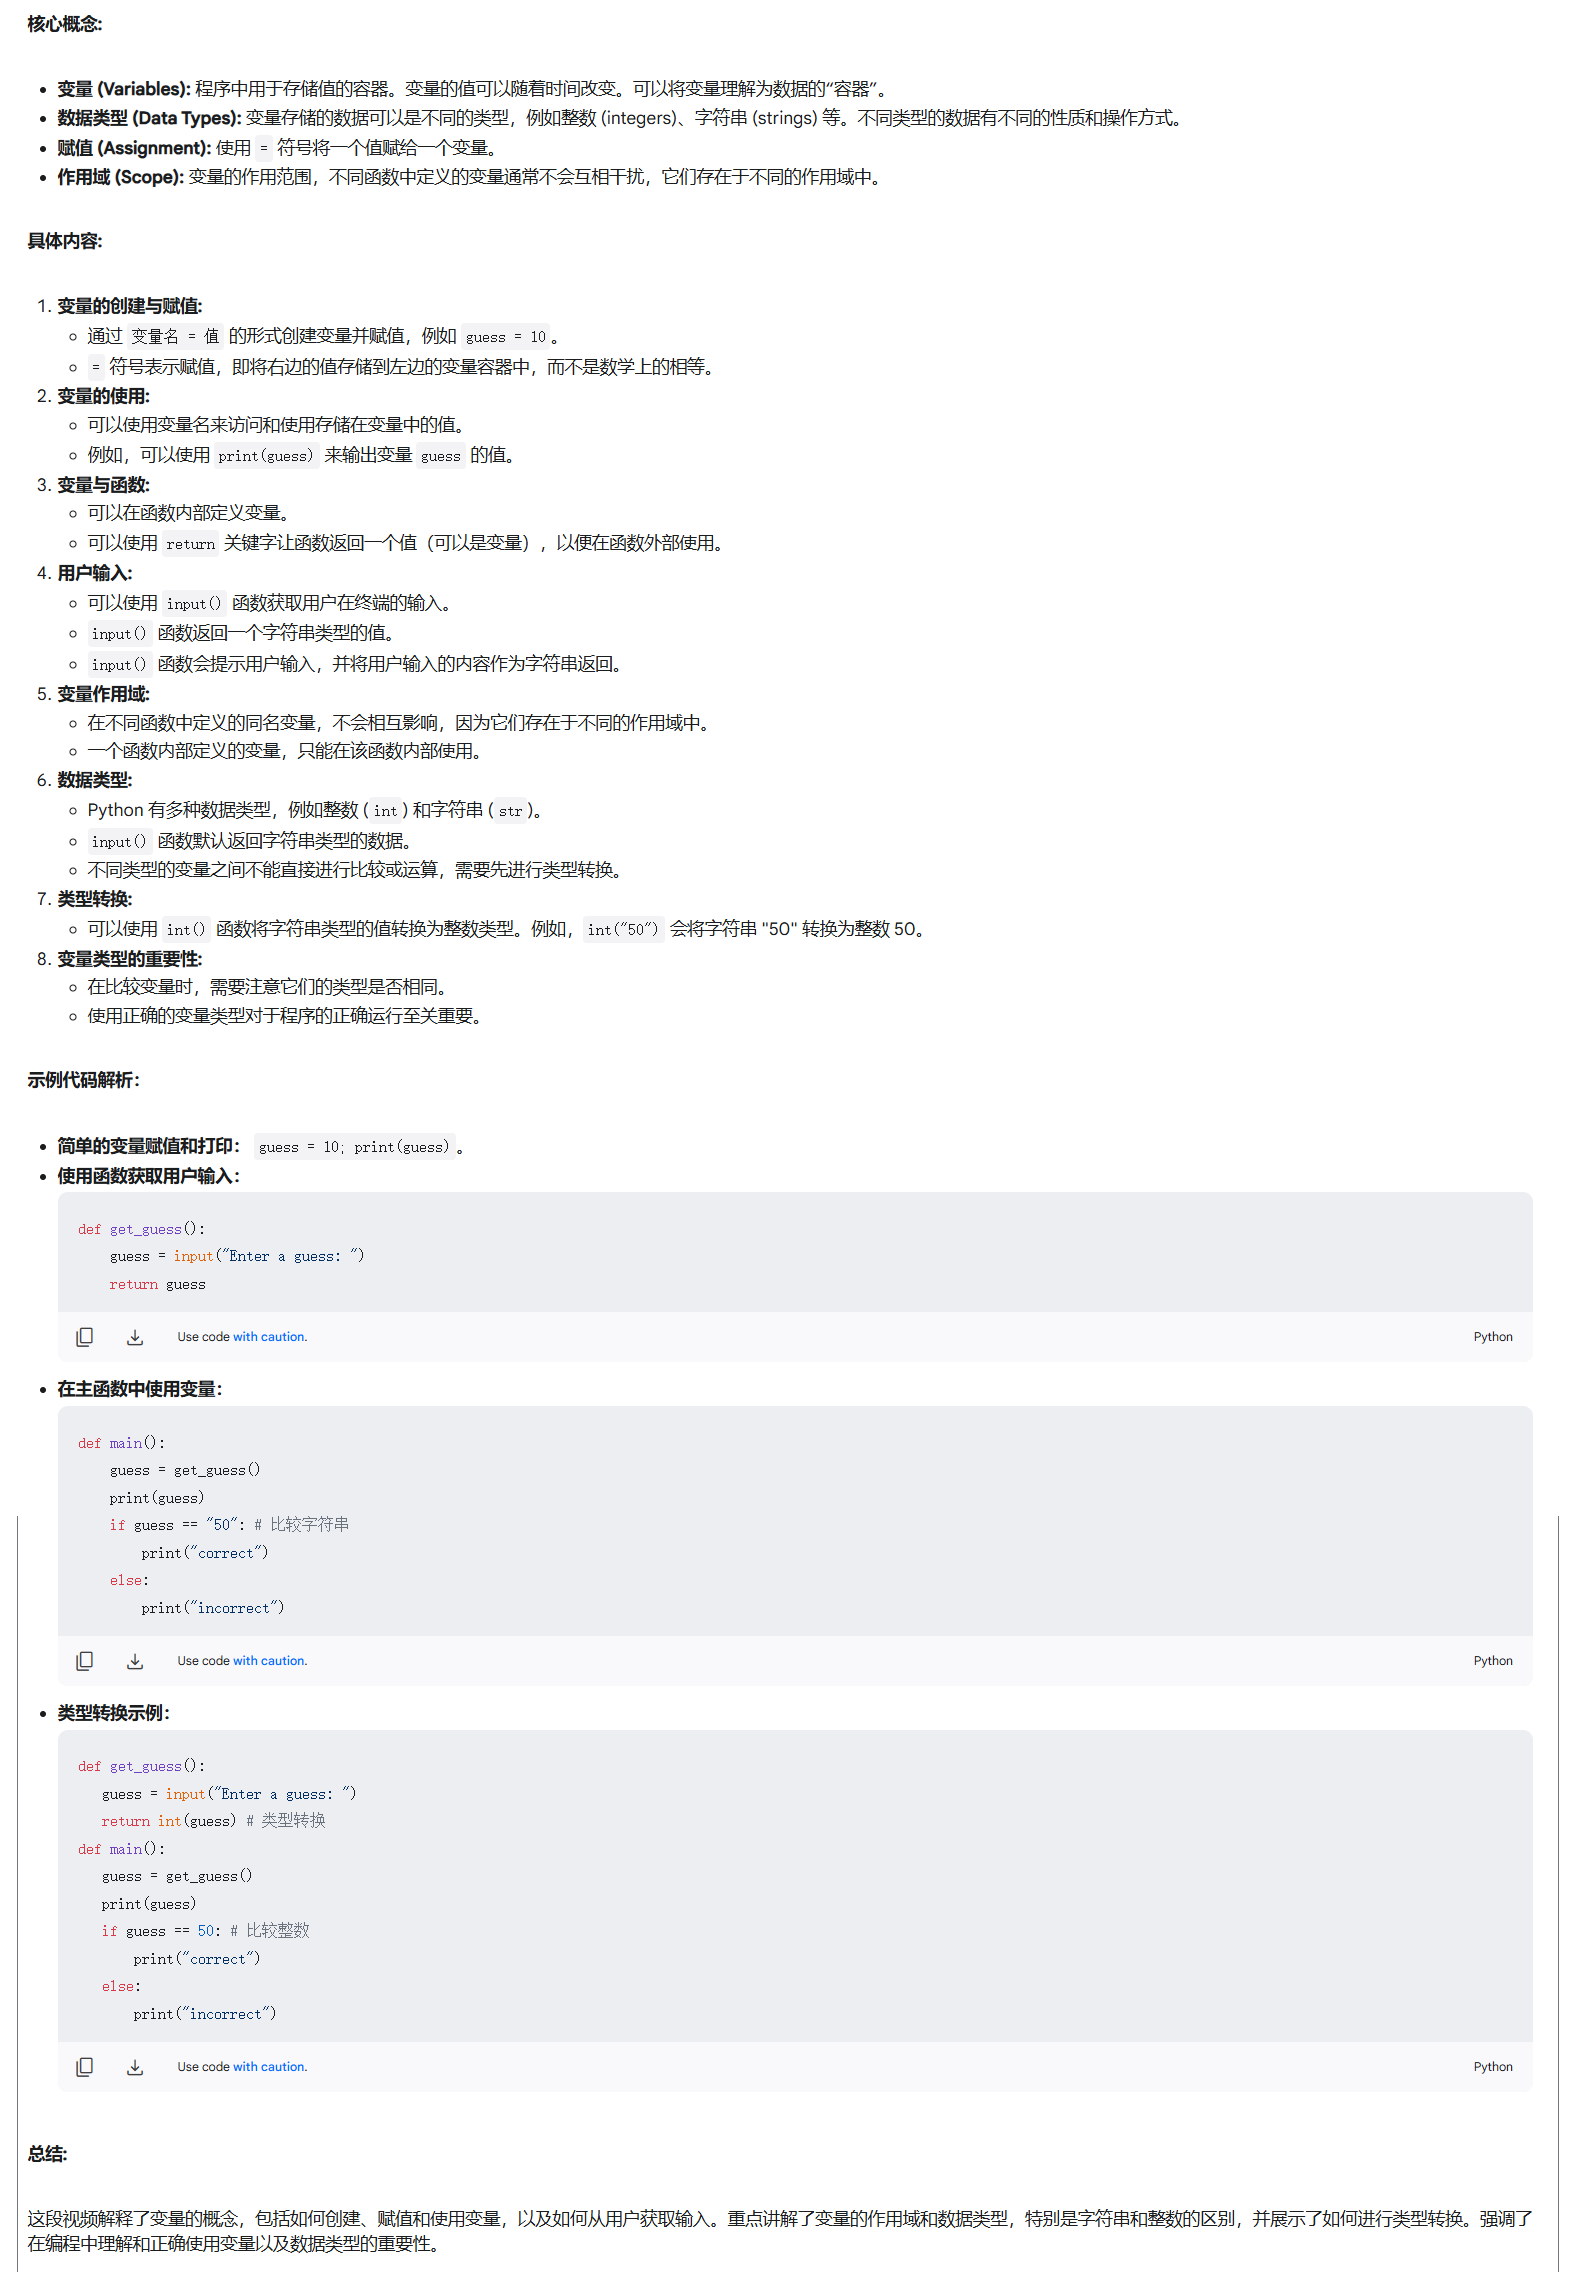 核心概念:
变量 (Variables): 程序中用于存储值的容器。变量的值可以随着时间改变。可以将变量理解为数据的“容器”。
数据类型 (Data Types): 变量存储的数据可以是不同的类型，例如整数 (integers)、字符串 (strings) 等。不同类型的数据有不同的性质和操作方式。
赋值 (Assignment): 使用 = 符号将一个值赋给一个变量。
作用域 (Scope): 变量的作用范围，不同函数中定义的变量通常不会互相干扰，它们存在于不同的作用域中。
具体内容:
1. 变量的创建与赋值:
通过 变量名 = 值 的形式创建变量并赋值，例如 guess = 10。
= 符号表示赋值，即将右边的值存储到左边的变量容器中，而不是数学上的相等。
2. 变量的使用:
可以使用变量名来访问和使用存储在变量中的值。
例如，可以使用 print(guess) 来输出变量 guess 的值。
3. 变量与函数:
可以在函数内部定义变量。
可以使用 return 关键字让函数返回一个值（可以是变量），以便在函数外部使用。
4. 用户输入:
可以使用 input() 函数获取用户在终端的输入。
input() 函数返回一个字符串类型的值。
input() 函数会提示用户输入，并将用户输入的内容作为字符串返回。
5. 变量作用域:
在不同函数中定义的同名变量，不会相互影响，因为它们存在于不同的作用域中。
一个函数内部定义的变量，只能在该函数内部使用。
6. 数据类型:
Python 有多种数据类型，例如整数 (int) 和字符串 (str)。
input() 函数默认返回字符串类型的数据。
不同类型的变量之间不能直接进行比较或运算，需要先进行类型转换。
7. 类型转换:
可以使用 int() 函数将字符串类型的值转换为整数类型。例如，int("50") 会将字符串 "50" 转换为整数 50。
8. 变量类型的重要性:
在比较变量时，需要注意它们的类型是否相同。
使用正确的变量类型对于程序的正确运行至关重要。
示例代码解析：
简单的变量赋值和打印： guess = 10; print(guess)。
使用函数获取用户输入：
def get_guess():
    guess = input("Enter a guess: ")
    return guess
Use code with caution. Python
在主函数中使用变量：
def main():
    guess = get_guess()
    print(guess)
    if guess == "50": # 比较字符串
        print("correct")
    else:
        print("incorrect")
Use code with caution. Python
类型转换示例：
def get_guess():
   guess = input("Enter a guess: ")
   return int(guess) # 类型转换
def main():
   guess = get_guess()
   print(guess)
   if guess == 50: # 比较整数
       print("correct")
   else:
       print("incorrect")
Use code with caution. Python
总结:
这段视频解释了变量的概念，包括如何创建、赋值和使用变量，以及如何从用户获取输入。重点讲解了变量的作用域和数据类型，特别是字符串和整数的区别，并展示了如何进行类型转换。强调了
在编程中理解和正确使用变量以及数据类型的重要性。